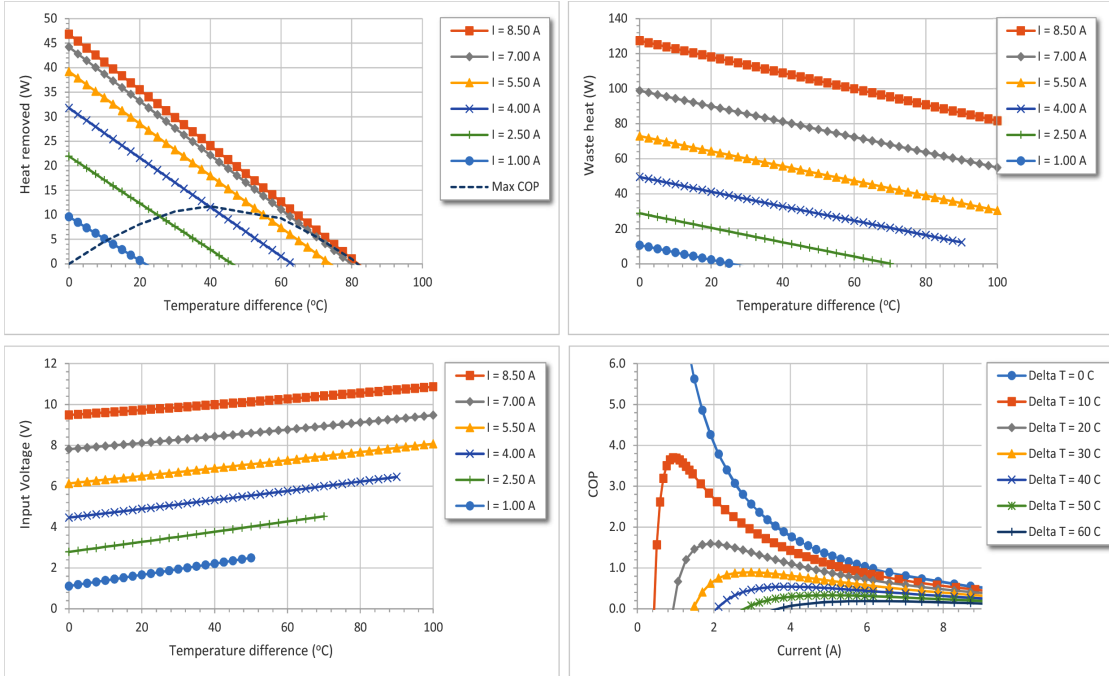 50
45
40
35
30
25
20
15
10
5
0
Heat removed (W)
0 20 40 60 80 100
Temperature difference (ºC)
I = 8.50 A
I = 7.00 A
I = 5.50 A
I = 4.00 A
I = 2.50 A
I = 1.00 A
Max COP
140
120
100
80
60
40
20
0
Waste heat (W)
0 20 40 60 80 100
Temperature difference (ºC)
I = 8.50 A
I = 7.00 A
I = 5.50 A
I = 4.00 A
I = 2.50 A
I = 1.00 A
12
10
8
6
4
2
0
Input Voltage (V)
0 20 40 60 80 100
Temperature difference (ºC)
I = 8.50 A
I = 7.00 A
I = 5.50 A
I = 4.00 A
I = 2.50 A
I = 1.00 A
6.0
5.0
4.0
3.0
2.0
1.0
0.0
COP
0 2 4 6 8
Current (A)
Delta T = 0 C
Delta T = 10 C
Delta T = 20 C
Delta T = 30 C
Delta T = 40 C
Delta T = 50 C
Delta T = 60 C